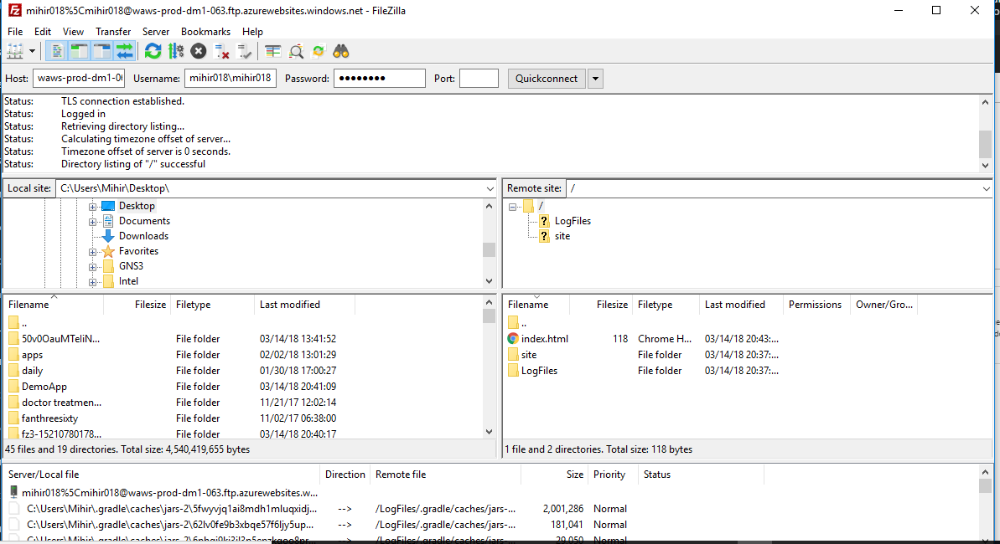 mihir018%5Cmihir018@waws-prod-dm1-063.ftp.azurewebsites.windows.net - FileZilla
File Edit View Transfer Server Bookmarks Help
Host: waws-prod-dm1-0 Username: mihir018\mihir018 Password: ●●●●●●●● Port: Quickconnect
Status: TLS connection established.
Status: Logged in
Status: Retrieving directory listing...
Status: Calculating timezone offset of server...
Status: Timezone offset of server is 0 seconds.
Status: Directory listing of "/" successful
Local site: C:\Users\Mihir\Desktop\
Desktop
Documents
Downloads
Favorites
GNS3
Intel
Remote site: /
/
? LogFiles
? site
Filename Filesize Filetype Last modified
..
50v0OauMTeliN... File folder 03/14/18 13:41:52
apps File folder 02/02/18 13:01:29
daily File folder 01/30/18 17:00:27
DemoApp File folder 03/14/18 20:41:09
doctor treatmen... File folder 11/21/17 12:02:14
fanthreesixty File folder 11/02/17 06:38:00
fz3-15210780178... File folder 03/14/18 20:40:17
45 files and 19 directories. Total size: 4,540,419,655 bytes
Filename Filesize Filetype Last modified Permissions Owner/Gro...
..
index.html 118 Chrome H... 03/14/18 20:43:...
site File folder 03/14/18 20:37:...
LogFiles File folder 03/14/18 20:37:...
1 file and 2 directories. Total size: 118 bytes
Server/Local file Direction Remote file Size Priority Status
mihir018%5Cmihir018@waws-prod-dm1-063.ftp.azurewebsites.w...
C:\Users\Mihir\.gradle\caches\jars-2\5fwyvjq1ai8mdh1mluqxidj... --> /LogFiles/.gradle/caches/jars-... 2,001,286 Normal
C:\Users\Mihir\.gradle\caches\jars-2\62lv0fe9b3xbqe57f6ljy5up... --> /LogFiles/.gradle/caches/jars-... 181,041 Normal
--> /LogFiles/.gradle/caches/jars-... 29,050 Normal